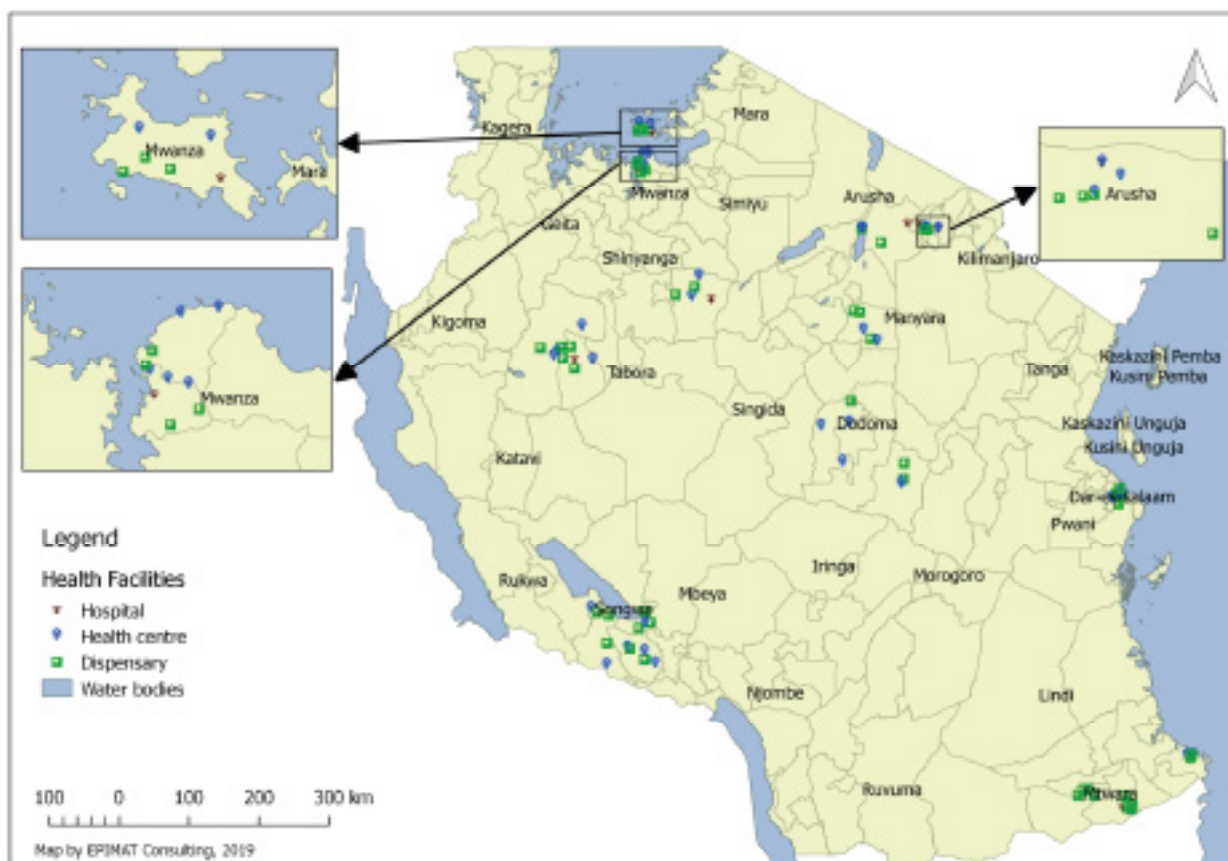 Mwanza
Mara
Mwanza
Kagera
Mara
Mwanza
Simiyu
Arusha
Arusha
Geita
Shinyanga
Kilimanjaro
Kigoma
Manyara
Tabora
Tanga
Kaskazini Pemba
Kusini Pemba
Singida
Dodoma
Kaskazini Unguja
Kusini Unguja
Katavi
Dar-es-salaam
Pwani
Iringa
Morogoro
Rukwa
Mbeya
Songwe
Njombe
Lindi
Ruvuma
Mtwara
Legend
Health Facilities
Hospital
Health centre
Dispensary
Water bodies
100 0 100 200 300 km
Map by EPIMAT Consulting, 2019